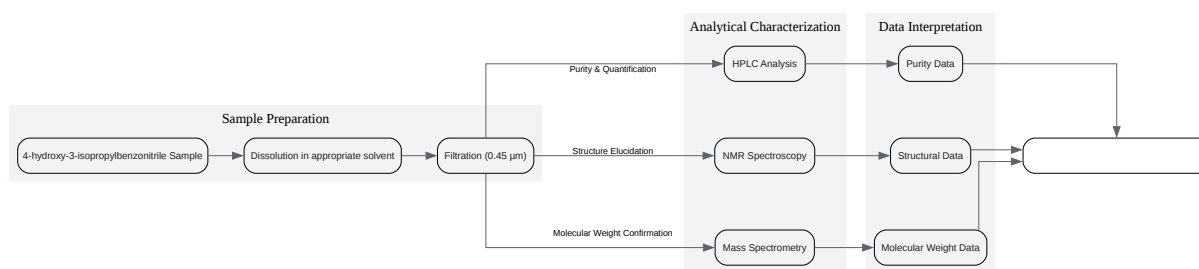 Analytical Characterization
Data Interpretation
HPLC Analysis
Purity Data
Purity & Quantification
Sample Preparation
4-hydroxy-3-isopropylbenzonitrile Sample
Dissolution in appropriate solvent
Filtration (0.45 µm)
Structure Elucidation
NMR Spectroscopy
Structural Data
Molecular Weight Confirmation
Mass Spectrometry
Molecular Weight Data